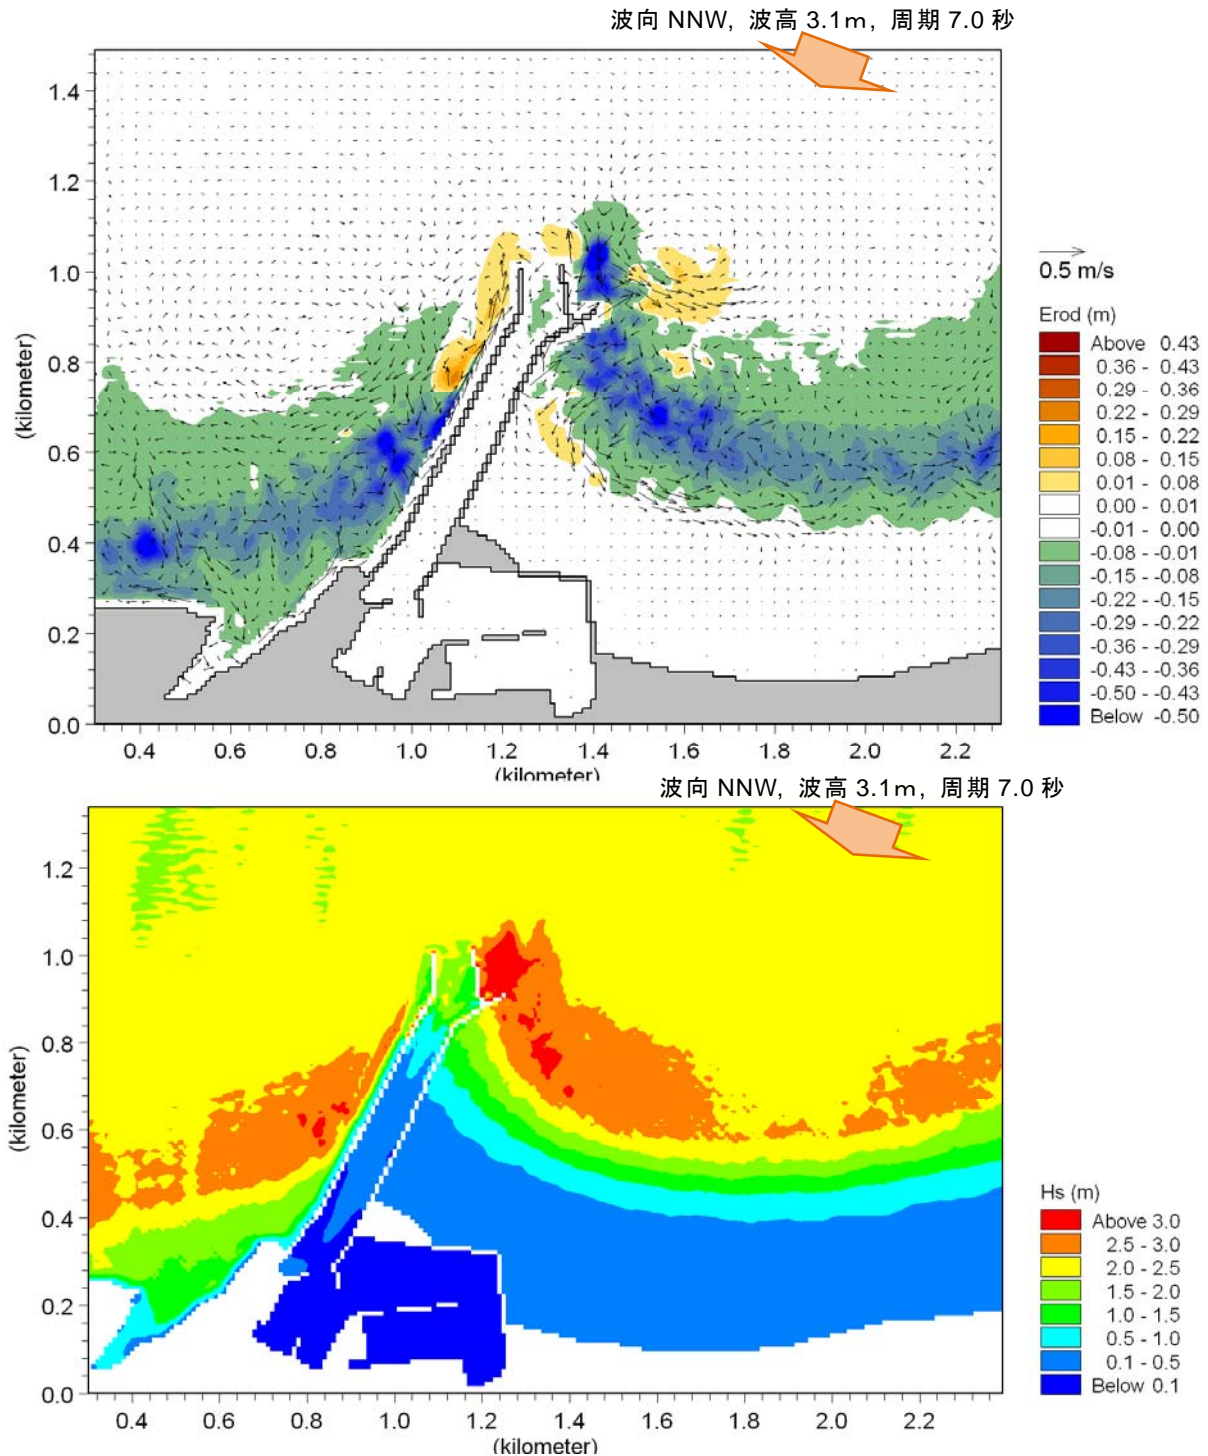 波向 NNW, 波高 3.1m, 周期 7.0 秒
1.4
1.2
1.0
0.8
0.6
0.4
0.2
0.0
(kilometer)
0.4 0.6 0.8 1.0 1.2 1.4 1.6 1.8 2.0 2.2
(kilometer)
0.5 m/s
Erod (m)
Above 0.43
0.36 - 0.43
0.29 - 0.36
0.22 - 0.29
0.15 - 0.22
0.08 - 0.15
0.01 - 0.08
0.00 - 0.01
-0.01 - 0.00
-0.08 - -0.01
-0.15 - -0.08
-0.22 - -0.15
-0.29 - -0.22
-0.36 - -0.29
-0.43 - -0.36
-0.50 - -0.43
Below -0.50
波向 NNW, 波高 3.1m, 周期 7.0 秒
1.2
1.0
0.8
0.6
0.4
0.2
0.0
(kilometer)
0.4 0.6 0.8 1.0 1.2 1.4 1.6 1.8 2.0 2.2
(kilometer)
Hs (m)
Above 3.0
2.5 - 3.0
2.0 - 2.5
1.5 - 2.0
1.0 - 1.5
0.5 - 1.0
0.1 - 0.5
Below 0.1